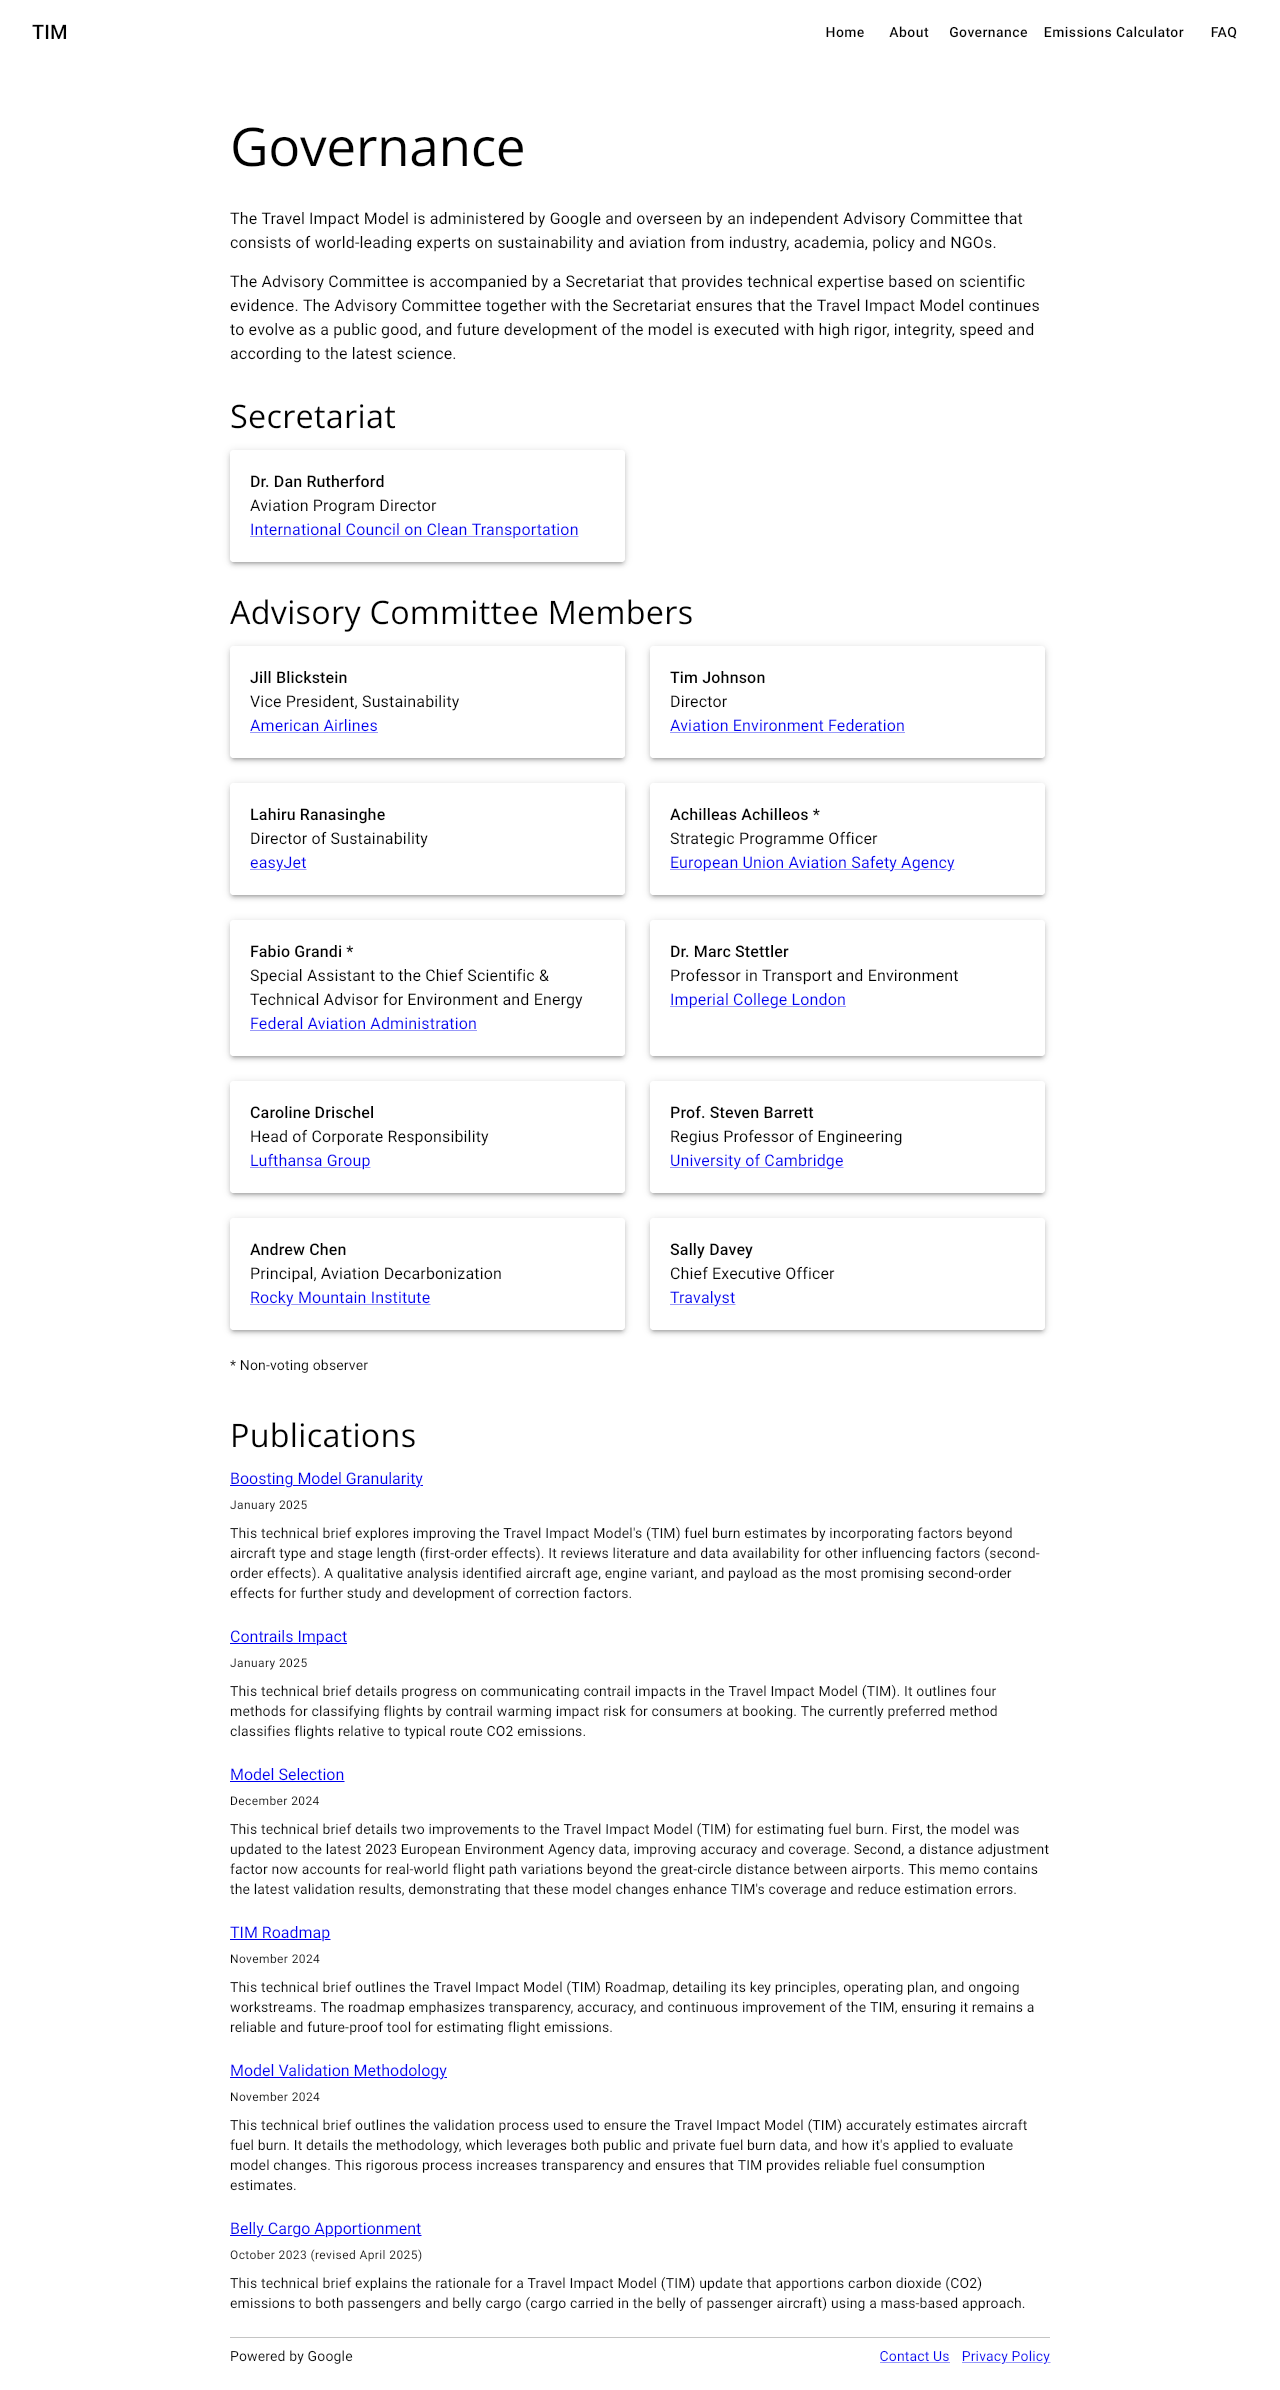 TIM
Home About Governance Emissions Calculator FAQ
Governance
The Travel Impact Model is administered by Google and overseen by an independent Advisory Committee that
consists of world-leading experts on sustainability and aviation from industry, academia, policy and NGOs.
The Advisory Committee is accompanied by a Secretariat that provides technical expertise based on scientific
evidence. The Advisory Committee together with the Secretariat ensures that the Travel Impact Model continues
to evolve as a public good, and future development of the model is executed with high rigor, integrity, speed and
according to the latest science.
Secretariat
Dr. Dan Rutherford
Aviation Program Director
International Council on Clean Transportation
Advisory Committee Members
Jill Blickstein
Vice President, Sustainability
American Airlines
Tim Johnson
Director
Aviation Environment Federation
Lahiru Ranasinghe
Director of Sustainability
easyJet
Achilleas Achilleos *
Strategic Programme Officer
European Union Aviation Safety Agency
Fabio Grandi *
Special Assistant to the Chief Scientific &
Technical Advisor for Environment and Energy
Federal Aviation Administration
Dr. Marc Stettler
Professor in Transport and Environment
Imperial College London
Caroline Drischel
Head of Corporate Responsibility
Lufthansa Group
Prof. Steven Barrett
Regius Professor of Engineering
University of Cambridge
Andrew Chen
Principal, Aviation Decarbonization
Rocky Mountain Institute
Sally Davey
Chief Executive Officer
Travalyst
* Non-voting observer
Publications
Boosting Model Granularity
January 2025
This technical brief explores improving the Travel Impact Model's (TIM) fuel burn estimates by incorporating factors beyond
aircraft type and stage length (first-order effects). It reviews literature and data availability for other influencing factors (second-
order effects). A qualitative analysis identified aircraft age, engine variant, and payload as the most promising second-order
effects for further study and development of correction factors.
Contrails Impact
January 2025
This technical brief details progress on communicating contrail impacts in the Travel Impact Model (TIM). It outlines four
methods for classifying flights by contrail warming impact risk for consumers at booking. The currently preferred method
classifies flights relative to typical route CO2 emissions.
Model Selection
December 2024
This technical brief details two improvements to the Travel Impact Model (TIM) for estimating fuel burn. First, the model was
updated to the latest 2023 European Environment Agency data, improving accuracy and coverage. Second, a distance adjustment
factor now accounts for real-world flight path variations beyond the great-circle distance between airports. This memo contains
the latest validation results, demonstrating that these model changes enhance TIM's coverage and reduce estimation errors.
TIM Roadmap
November 2024
This technical brief outlines the Travel Impact Model (TIM) Roadmap, detailing its key principles, operating plan, and ongoing
workstreams. The roadmap emphasizes transparency, accuracy, and continuous improvement of the TIM, ensuring it remains a
reliable and future-proof tool for estimating flight emissions.
Model Validation Methodology
November 2024
This technical brief outlines the validation process used to ensure the Travel Impact Model (TIM) accurately estimates aircraft
fuel burn. It details the methodology, which leverages both public and private fuel burn data, and how it's applied to evaluate
model changes. This rigorous process increases transparency and ensures that TIM provides reliable fuel consumption
estimates.
Belly Cargo Apportionment
October 2023 (revised April 2025)
This technical brief explains the rationale for a Travel Impact Model (TIM) update that apportions carbon dioxide (CO2)
emissions to both passengers and belly cargo (cargo carried in the belly of passenger aircraft) using a mass-based approach.
Powered by Google
Contact Us Privacy Policy